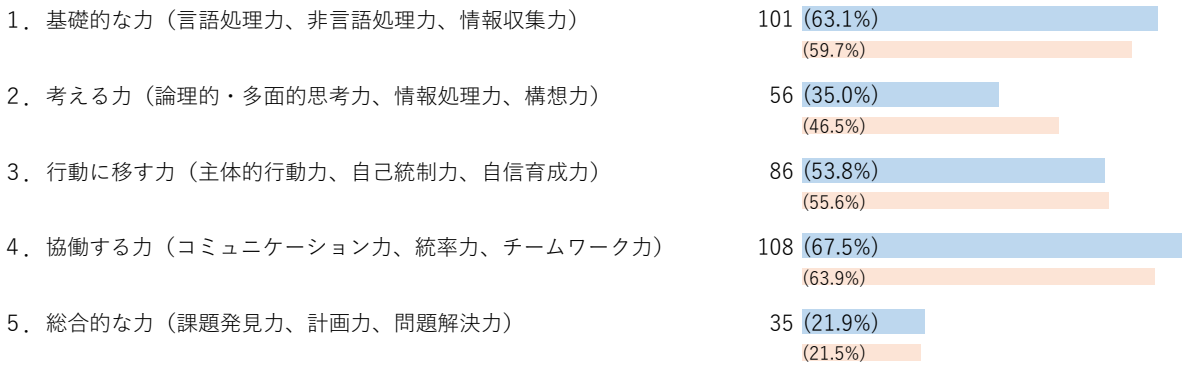 1．基礎的な力（言語処理力、非言語処理力、情報収集力） 101 (63.1%)
(59.7%)
2．考える力（論理的・多面的思考力、情報処理力、構想力） 56 (35.0%)
(46.5%)
3．行動に移す力（主体的行動力、自己統制力、自信育成力） 86 (53.8%)
(55.6%)
4．協働する力（コミュニケーション力、統率力、チームワーク力） 108 (67.5%)
(63.9%)
5．総合的な力（課題発見力、計画力、問題解決力） 35 (21.9%)
(21.5%)